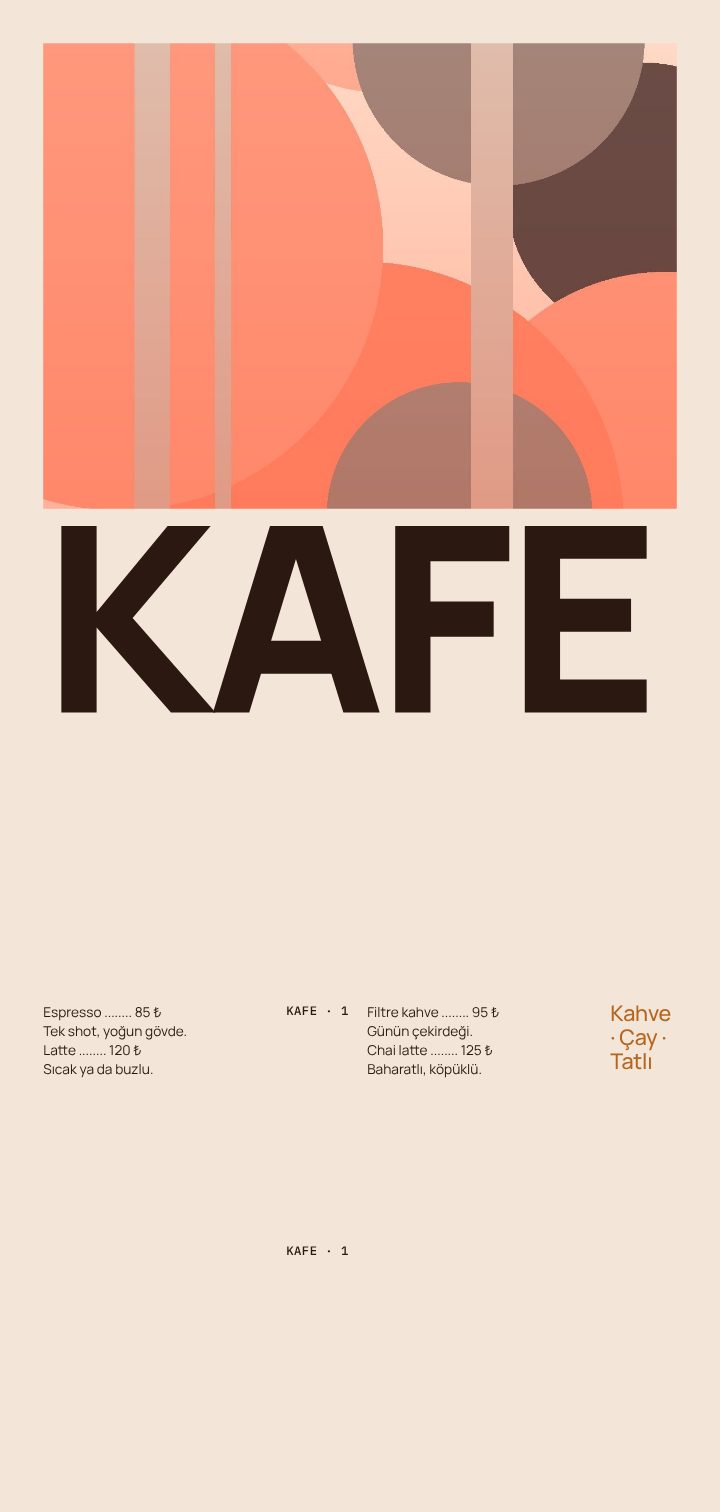 KAFE
Espresso ........ 85 ₺
Tek shot, yoğun gövde.
Latte ........ 120 ₺
Sıcak ya da buzlu.
KAFE · 1
Filtre kahve ........ 95 ₺
Günün çekirdeği.
Chai latte ........ 125 ₺
Baharatlı, köpüklü.
Kahve
· Çay ·
Tatlı
KAFE · 1